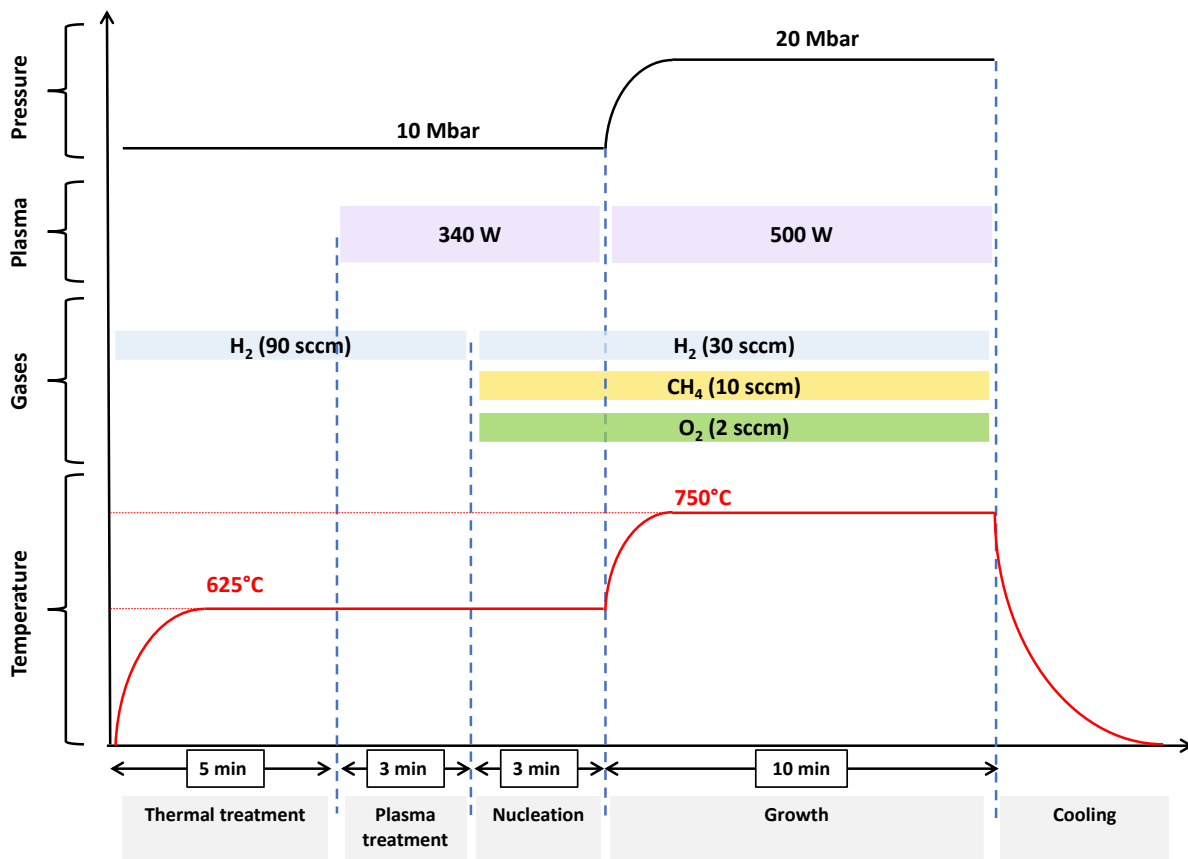 Pressure
20 Mbar
10 Mbar
Plasma
340 W
500 W
Gases
H₂ (90 sccm)
H₂ (30 sccm)
CH₄ (10 sccm)
O₂ (2 sccm)
Temperature
750°C
625°C
5 min
3 min
3 min
10 min
Thermal treatment
Plasma
treatment
Nucleation
Growth
Cooling